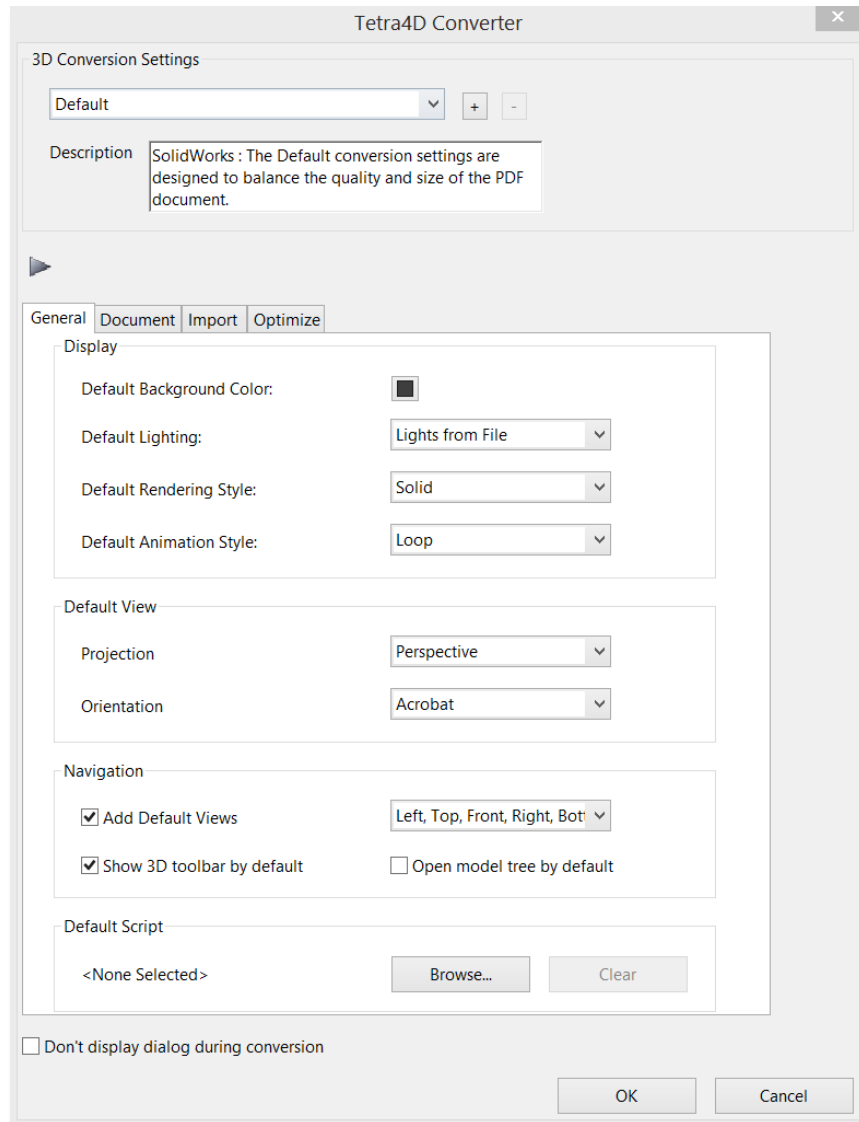 Tetra4D Converter
3D Conversion Settings
Default
+
-
Description
SolidWorks : The Default conversion settings are
designed to balance the quality and size of the PDF
document.
General Document Import Optimize
Display
Default Background Color:
Default Lighting: Lights from File
Default Rendering Style: Solid
Default Animation Style: Loop
Default View
Projection Perspective
Orientation Acrobat
Navigation
Add Default Views Left, Top, Front, Right, Bott
Show 3D toolbar by default Open model tree by default
Default Script
<None Selected> Browse... Clear
Don't display dialog during conversion
OK Cancel